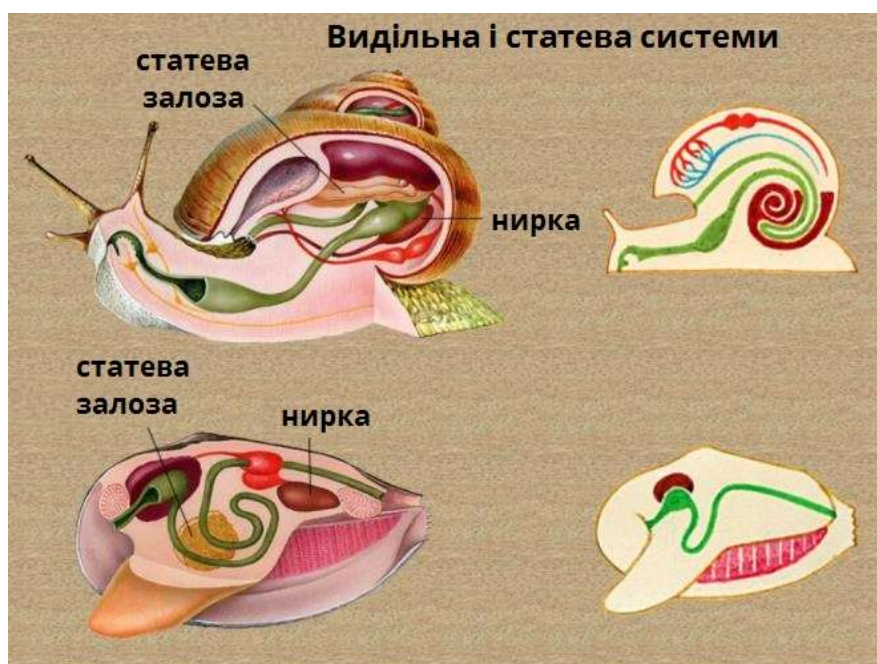 Видільна і статева системи
статева
залоза
нирка
статева
залоза
нирка